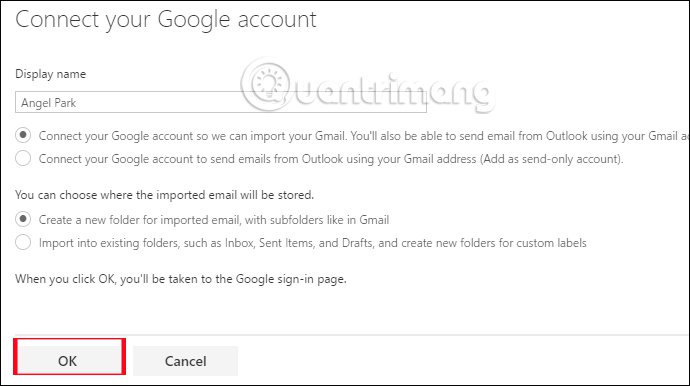 Connect your Google account
Display name
Quantrimang
Angel Park
Connect your Google account so we can import your Gmail. You'll also be able to send email from Outlook using your Gmail
Connect your Google account to send emails from Outlook using your Gmail address (Add as send-only account).
You can choose where the imported email will be stored.
Create a new folder for imported email, with subfolders like in Gmail
Import into existing folders, such as Inbox, Sent Items, and Drafts, and create new folders for custom labels
When you click OK, you'll be taken to the Google sign-in page.
OK
Cancel